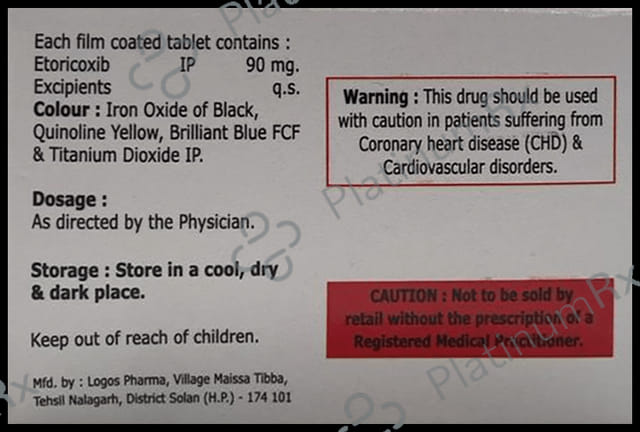 Each film coated tablet contains :
Etoricoxib IP 90 mg.
Excipients q.s.
Colour : Iron Oxide of Black,
Quinoline Yellow, Brilliant Blue FCF
& Titanium Dioxide IP.
Dosage :
As directed by the Physician.
Storage : Store in a cool, dry
& dark place.
Keep out of reach of children.
Mfd. by : Logos Pharma, Village Maissa Tibba,
Tehsil Nalagarh, District Solan (H.P.) - 174 101
Warning : This drug should be used
with caution in patients suffering from
Coronary heart disease (CHD) &
Cardiovascular disorders.
CAUTION : Not to be sold by
retail without the prescription of a
Registered Medical Practitioner.
PlatinumRx
PlatinumRx
PlatinumRx
Rx